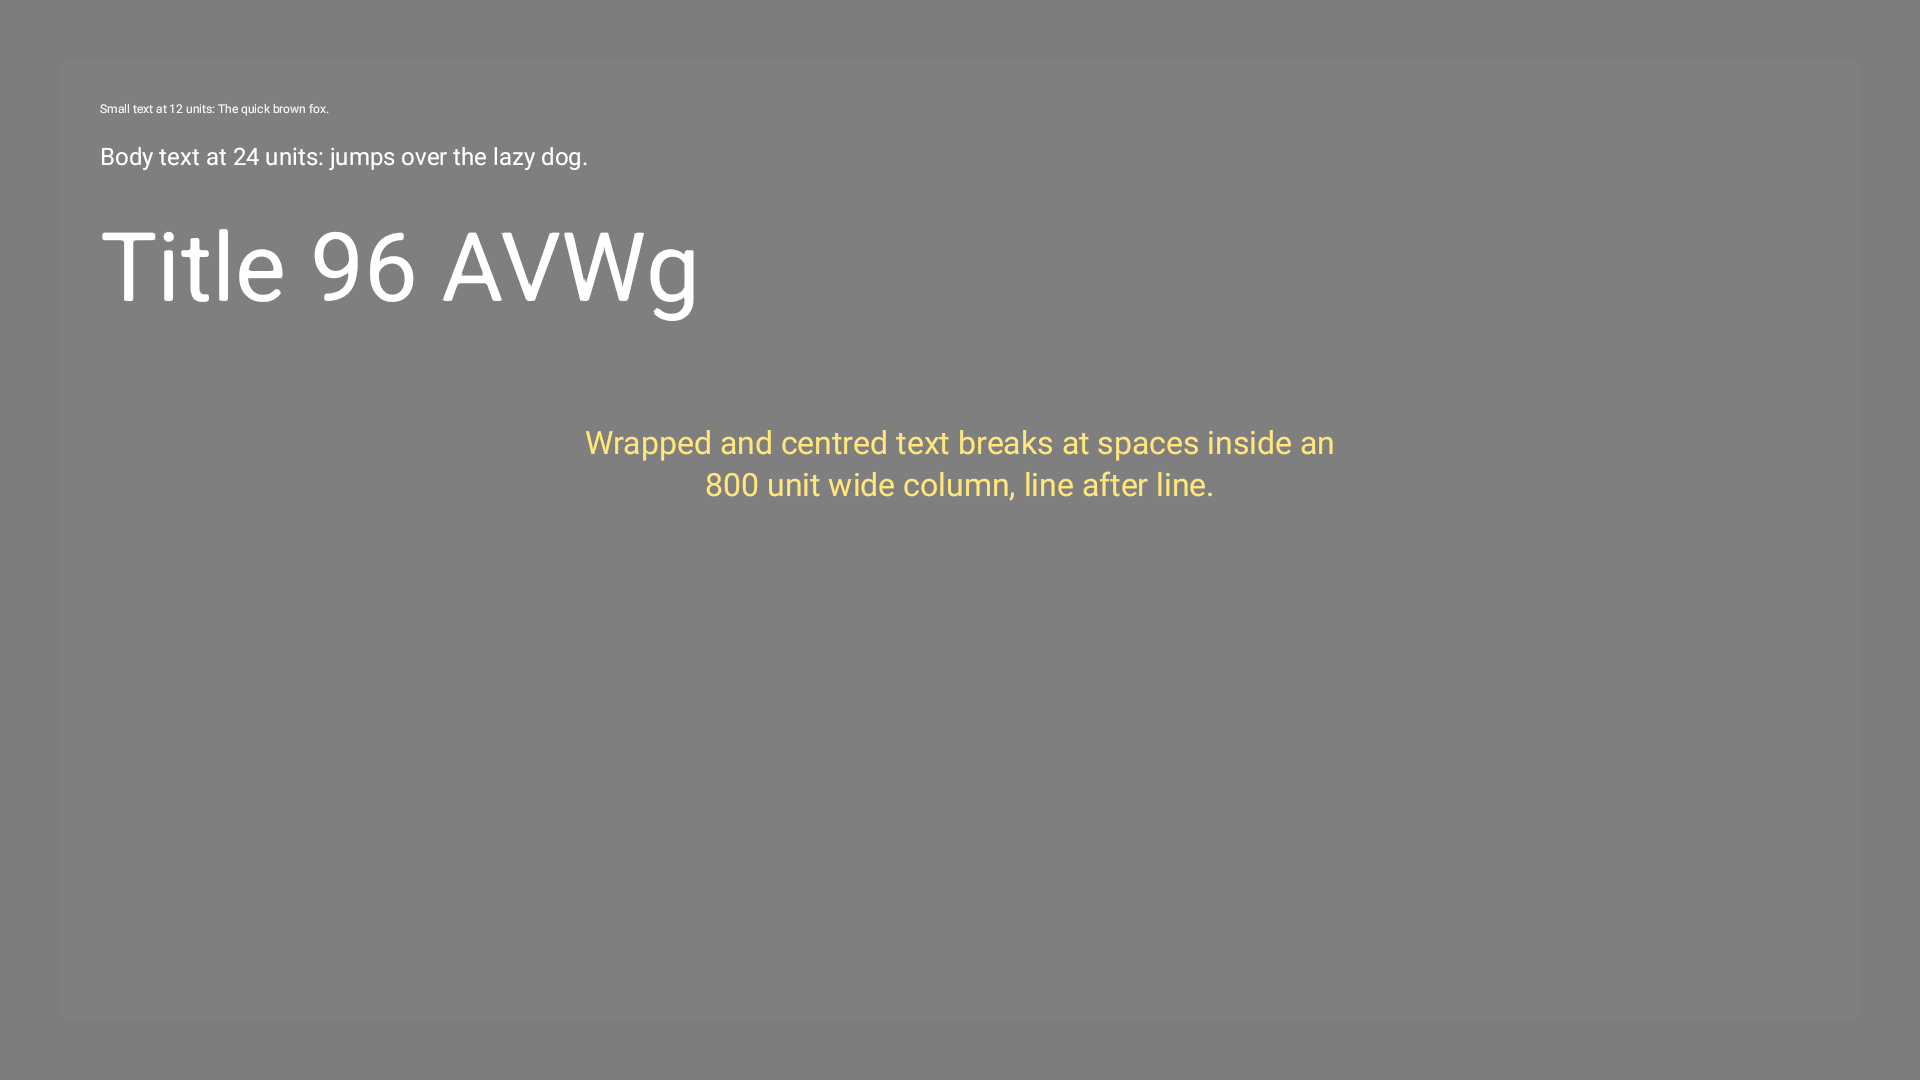 Small text at 12 units: The quick brown fox.
Body text at 24 units: jumps over the lazy dog.
Title 96 AVWg
Wrapped and centred text breaks at spaces inside an
800 unit wide column, line after line.